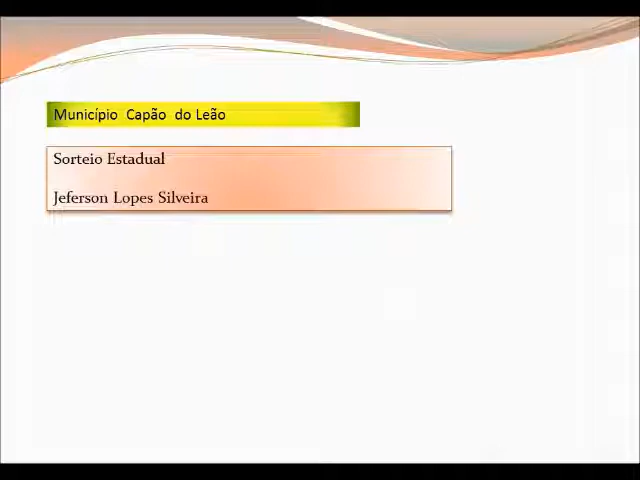 Município Capão do Leão
Sorteio Estadual
Jeferson Lopes Silveira